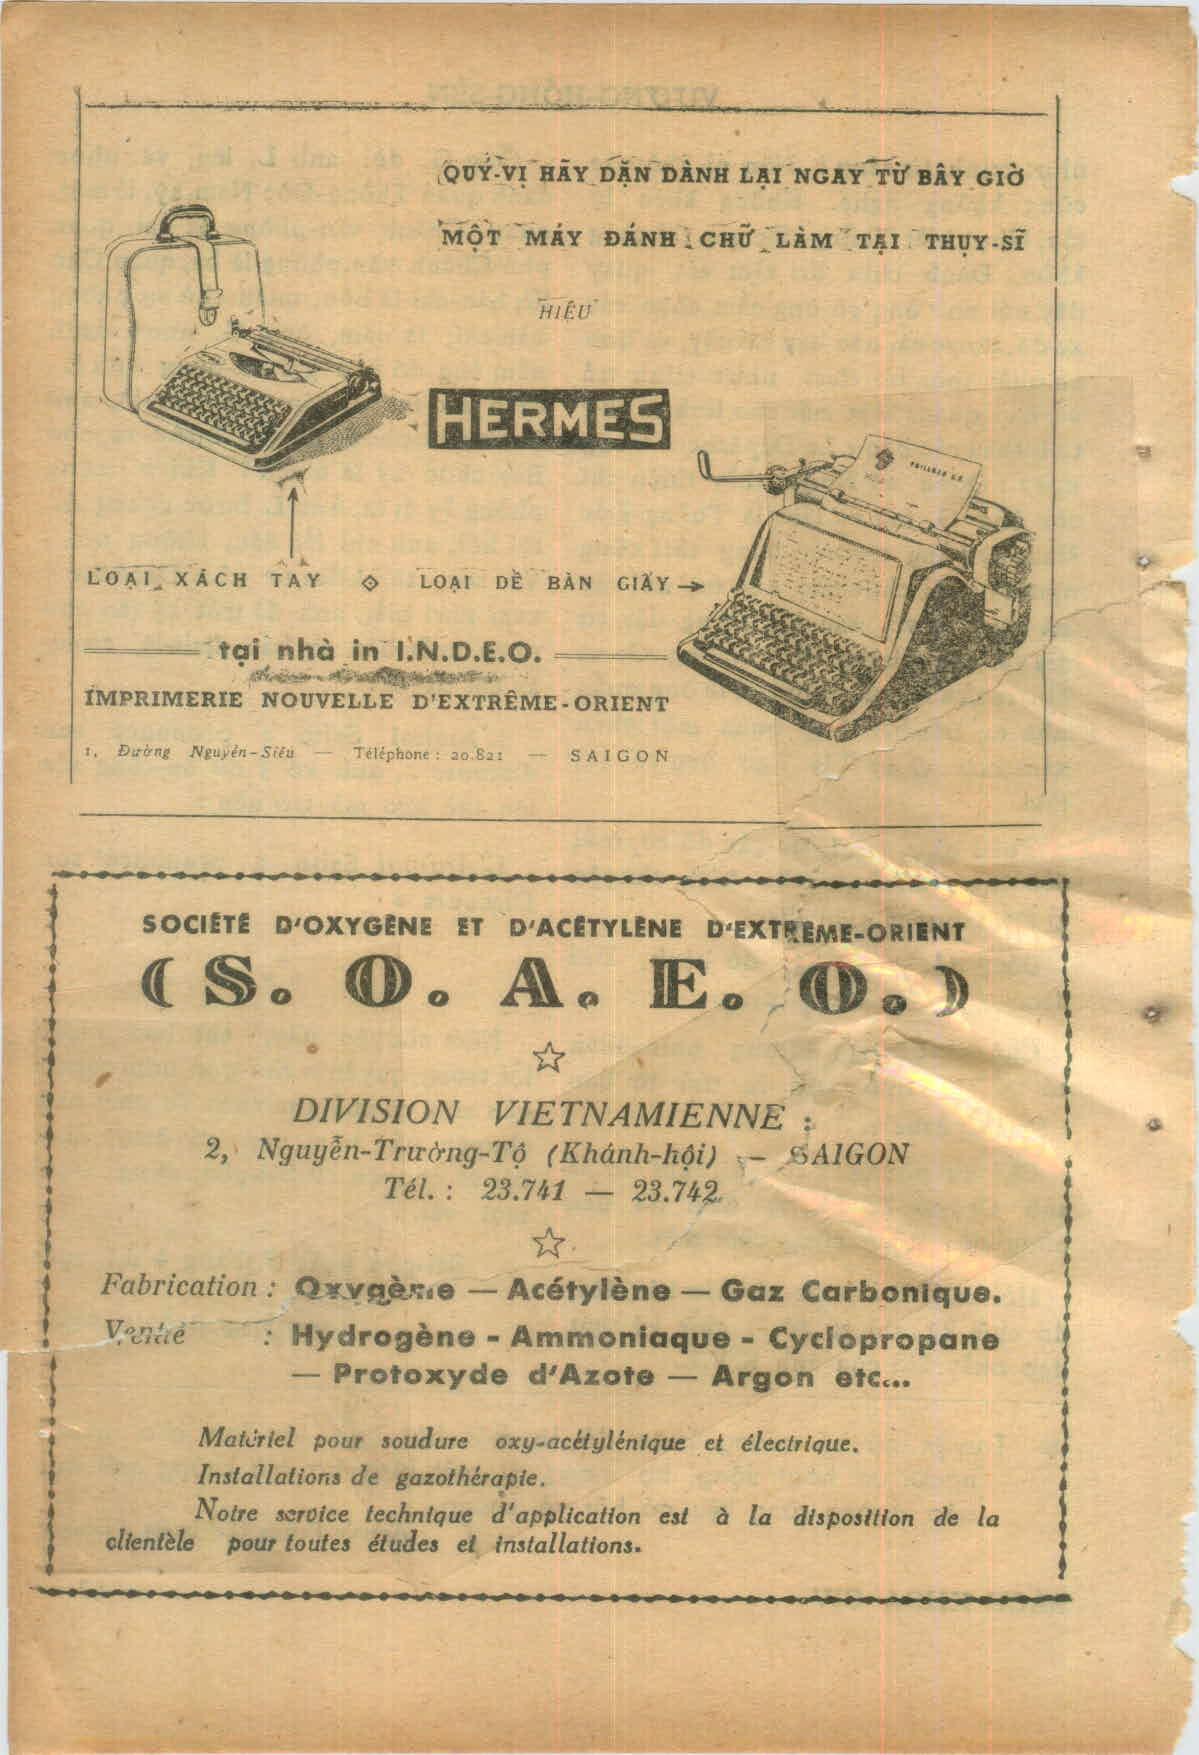 QUÝ-VỊ HÃY DẶN DÀNH LẠI NGAY TỪ BÂY GIỜ
MỘT MÁY ĐÁNH CHỮ LÀM TẠI THỤY-SĨ
HIỆU
HERMES
PAILLARD S.A.
LOẠI XÁCH TAY ◇ LOẠI ĐỀ BÀN GIẤY →
tại nhà in I.N.D.E.O.
IMPRIMERIE NOUVELLE D'EXTRÊME-ORIENT
1, Đường Nguyễn-Siêu — Téléphone : 20.821 — SAIGON
SOCIÉTÉ D'OXYGÈNE ET D'ACÉTYLÈNE D'EXTRÊME-ORIENT
(S.O.A.E.O.)
☆
DIVISION VIETNAMIENNE :
2, Nguyễn-Trường-Tộ (Khánh-hội) — SAIGON
Tél. : 23.741 — 23.742
☆
Fabrication : Oxygène — Acétylène — Gaz Carbonique.
Vente : Hydrogène - Ammoniaque - Cyclopropane
— Protoxyde d'Azote — Argon etc...
Matériel pour soudure oxy-acétylénique et électrique.
Installations de gazothérapie.
Notre service technique d'application est à la disposition de la
clientèle pour toutes études et installations.